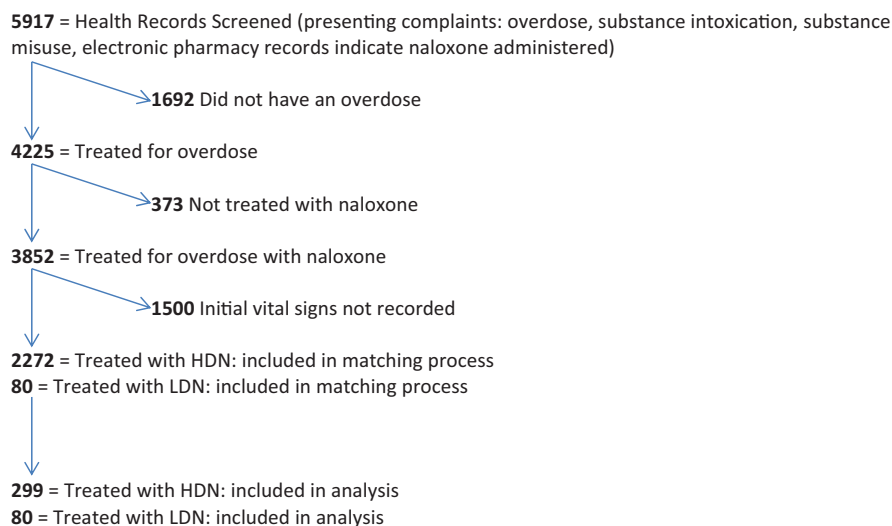 5917 = Health Records Screened (presenting complaints: overdose, substance intoxication, substance
misuse, electronic pharmacy records indicate naloxone administered)
1692 Did not have an overdose
4225 = Treated for overdose
373 Not treated with naloxone
3852 = Treated for overdose with naloxone
1500 Initial vital signs not recorded
2272 = Treated with HDN: included in matching process
80 = Treated with LDN: included in matching process
299 = Treated with HDN: included in analysis
80 = Treated with LDN: included in analysis